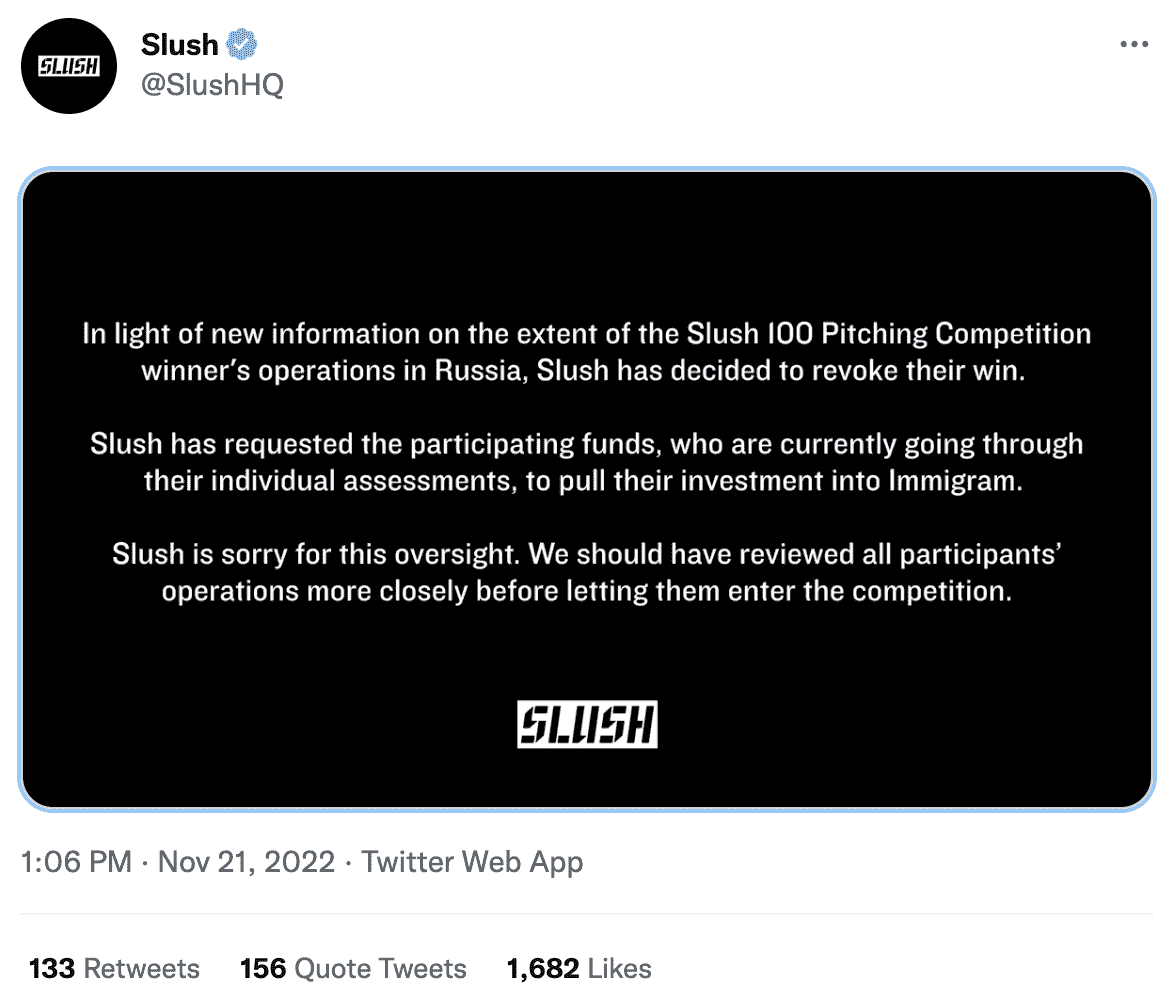 SLUSH
Slush
@SlushHQ
In light of new information on the extent of the Slush 100 Pitching Competition
winner's operations in Russia, Slush has decided to revoke their win.
Slush has requested the participating funds, who are currently going through
their individual assessments, to pull their investment into Immigram.
Slush is sorry for this oversight. We should have reviewed all participants’
operations more closely before letting them enter the competition.
SLUSH
1:06 PM · Nov 21, 2022 · Twitter Web App
133 Retweets 156 Quote Tweets 1,682 Likes